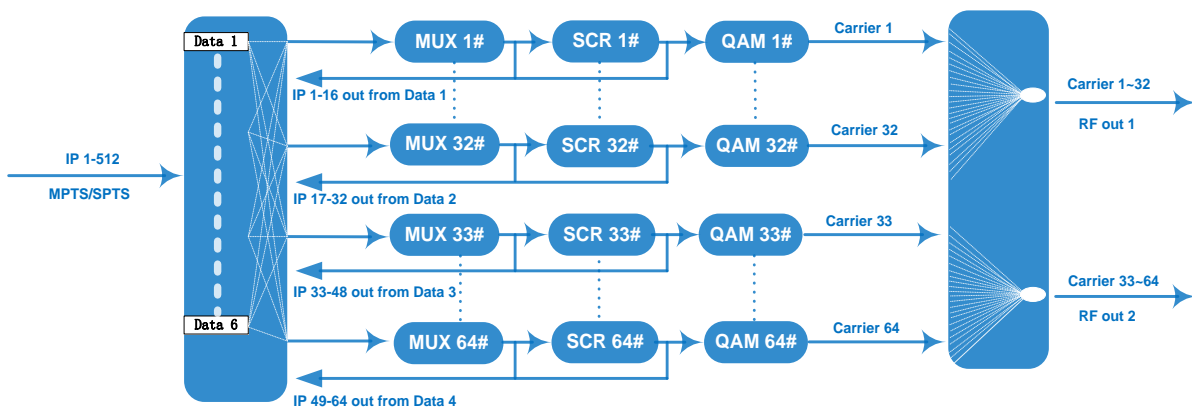 Data 1
MUX 1#
SCR 1#
QAM 1#
Carrier 1
IP 1-16 out from Data 1
Carrier 1~32
RF out 1
MUX 32#
SCR 32#
QAM 32#
Carrier 32
IP 1-512
MPTS/SPTS
IP 17-32 out from Data 2
MUX 33#
SCR 33#
QAM 33#
Carrier 33
IP 33-48 out from Data 3
Carrier 33~64
RF out 2
Data 6
MUX 64#
SCR 64#
QAM 64#
Carrier 64
IP 49-64 out from Data 4